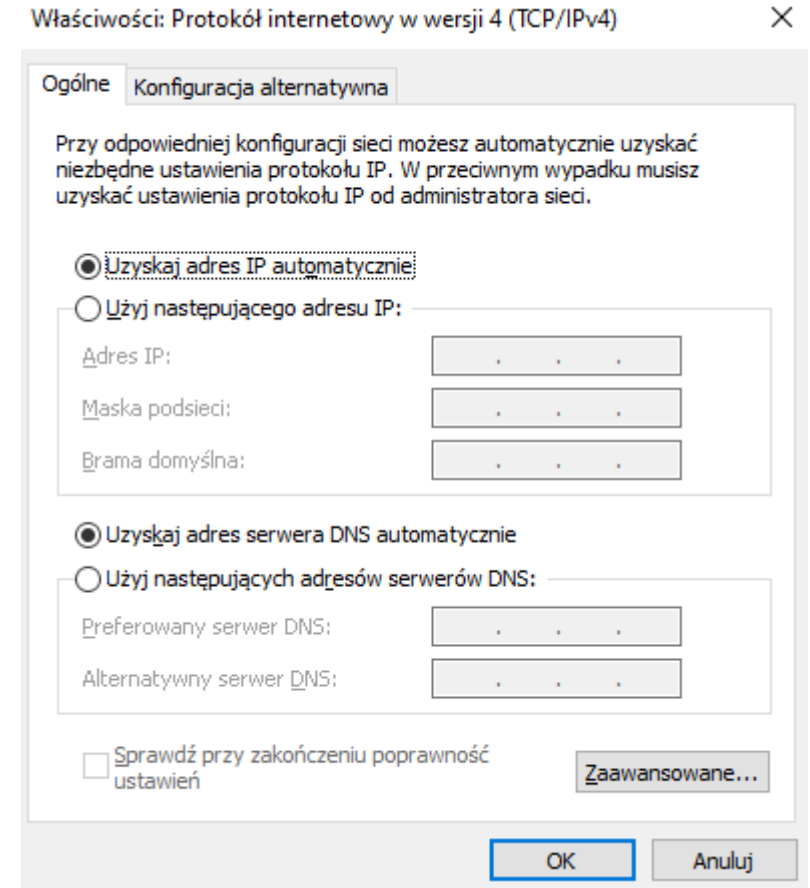 Właściwości: Protokół internetowy w wersji 4 (TCP/IPv4)
Ogólne
Konfiguracja alternatywna
Przy odpowiedniej konfiguracji sieci możesz automatycznie uzyskać
niezbędne ustawienia protokołu IP. W przeciwnym wypadku musisz
uzyskać ustawienia protokołu IP od administratora sieci.
Uzyskaj adres IP automatycznie
Użyj następującego adresu IP:
Adres IP:
Maska podsieci:
Brama domyślna:
Uzyskaj adres serwera DNS automatycznie
Użyj następujących adresów serwerów DNS:
Preferowany serwer DNS:
Alternatywny serwer DNS:
Sprawdź przy zakończeniu poprawność
ustawień
Zaawansowane...
OK
Anuluj